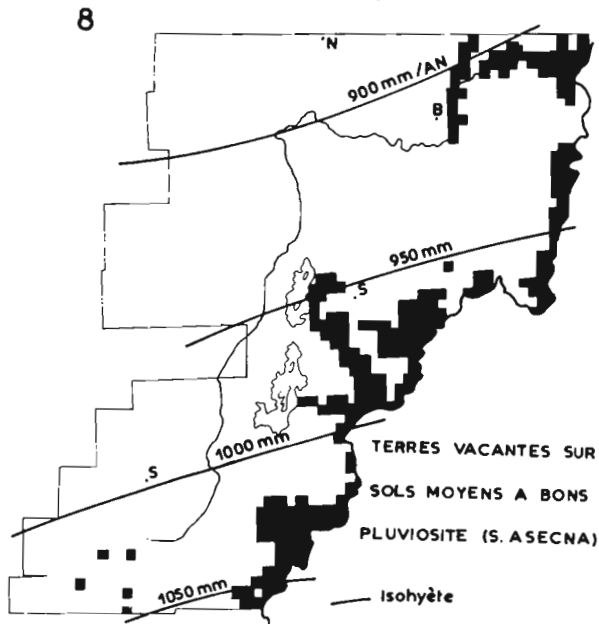 8
N
900 mm/AN
B
950 mm
S
1000 mm
S
TERRES VACANTES SUR
SOLS MOYENS A BONS
PLUVIOSITE (S. ASECNA)
1050 mm
Isohyète